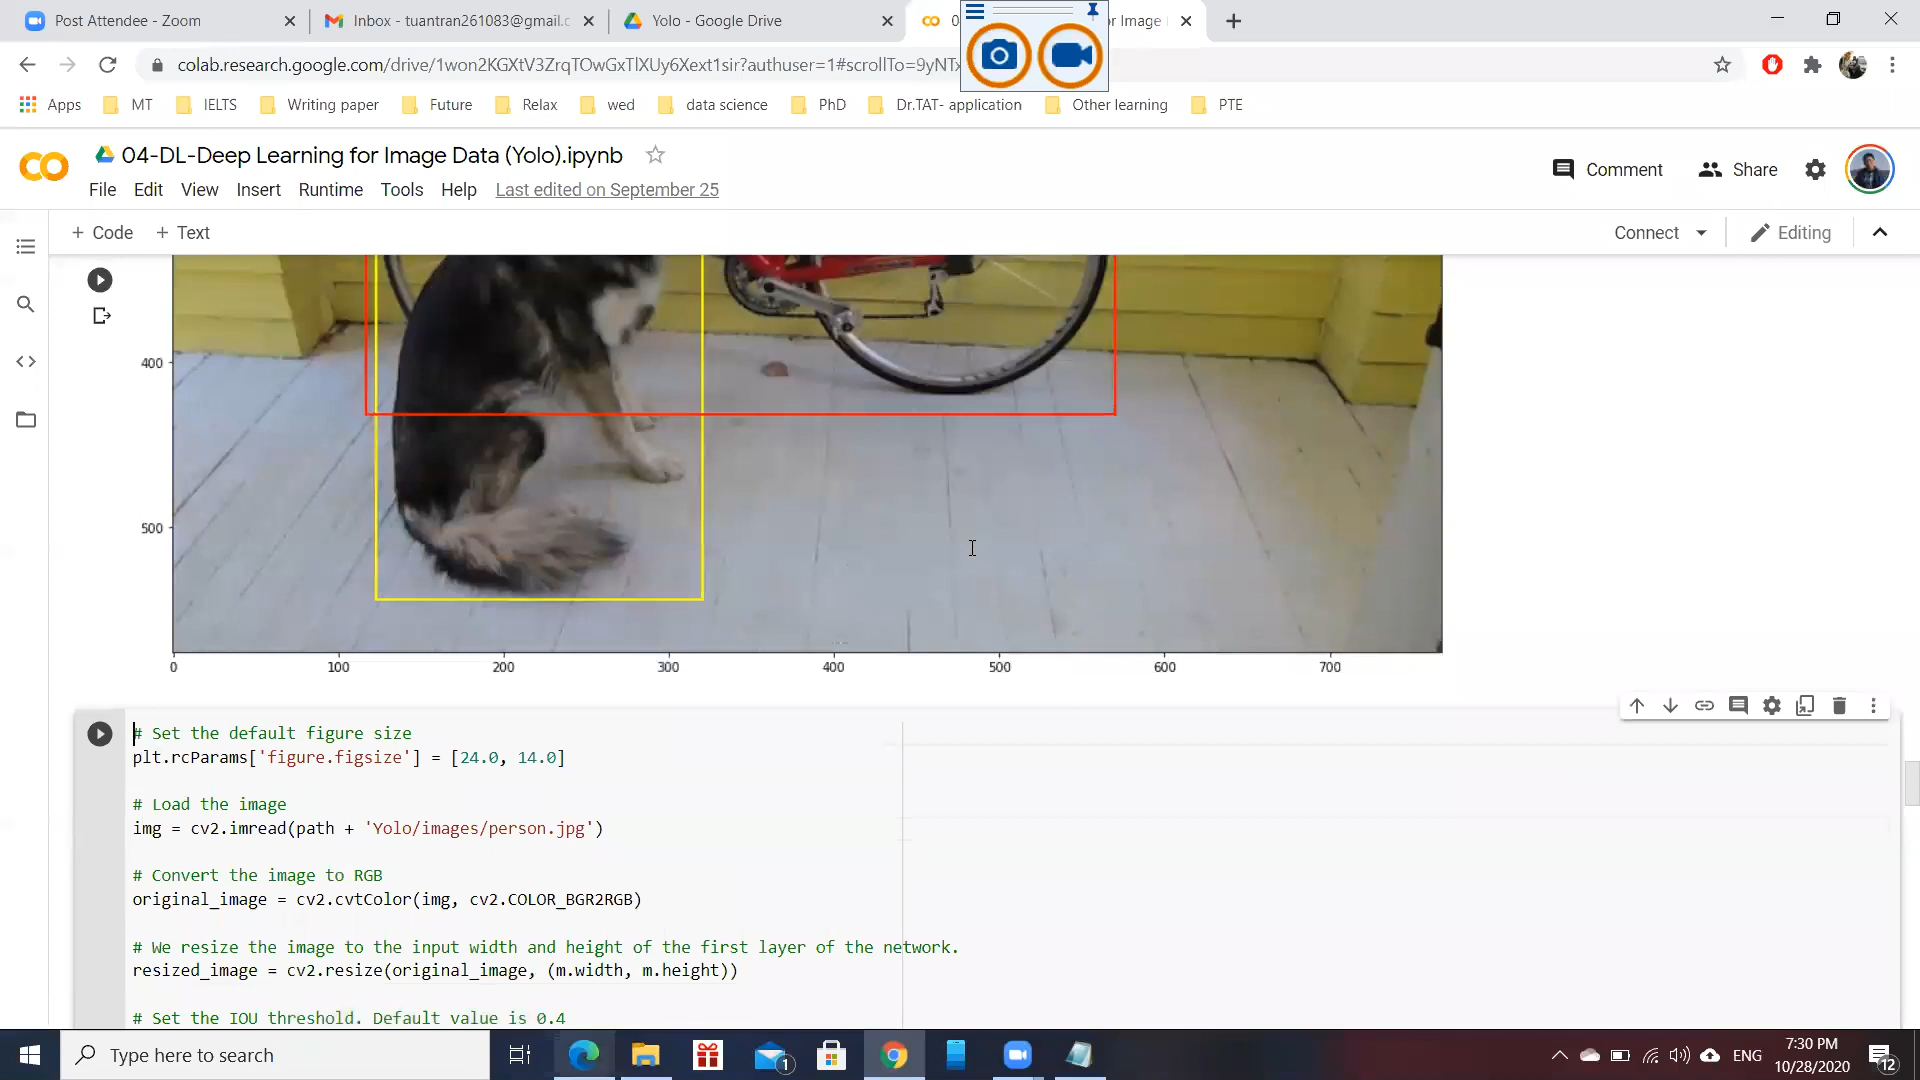 Post Attendee - Zoom
Inbox - tuantran261083@gmail.c
Yolo - Google Drive
or Image
colab.research.google.com/drive/1won2KGXtV3ZrqTOwGxTlXUy6Xext1sir?authuser=1#scrollTo=9yNTx
Apps MT IELTS Writing paper Future Relax wed data science PhD Dr.TAT- application Other learning PTE
04-DL-Deep Learning for Image Data (Yolo).ipynb
Comment Share
File Edit View Insert Runtime Tools Help Last edited on September 25
+ Code + Text
Connect Editing
400
500
0 100 200 300 400 500 600 700
# Set the default figure size
plt.rcParams['figure.figsize'] = [24.0, 14.0]
# Load the image
img = cv2.imread(path + 'Yolo/images/person.jpg')
# Convert the image to RGB
original_image = cv2.cvtColor(img, cv2.COLOR_BGR2RGB)
# We resize the image to the input width and height of the first layer of the network.
resized_image = cv2.resize(original_image, (m.width, m.height))
# Set the IOU threshold. Default value is 0.4
Type here to search
1
ENG
7:30 PM
10/28/2020
12